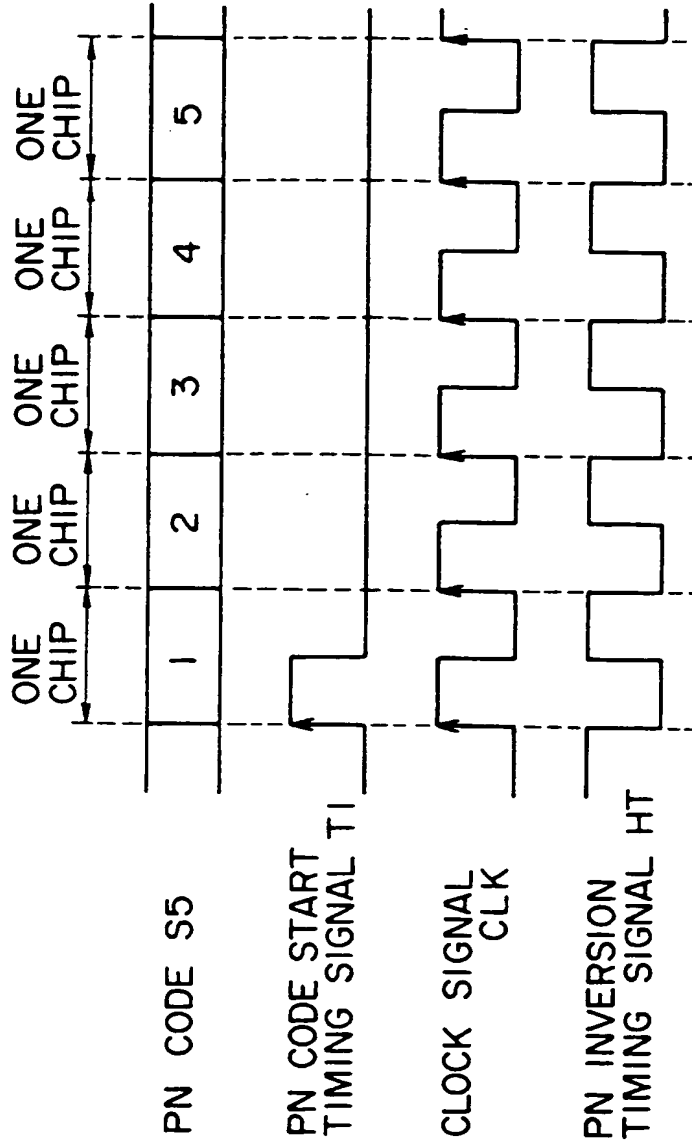 ONE
CHIP
ONE
CHIP
ONE
CHIP
ONE
CHIP
ONE
CHIP
PN CODE S5
1
2
3
4
5
PN CODE START
TIMING SIGNAL TI
CLOCK SIGNAL
CLK
PN INVERSION
TIMING SIGNAL HT